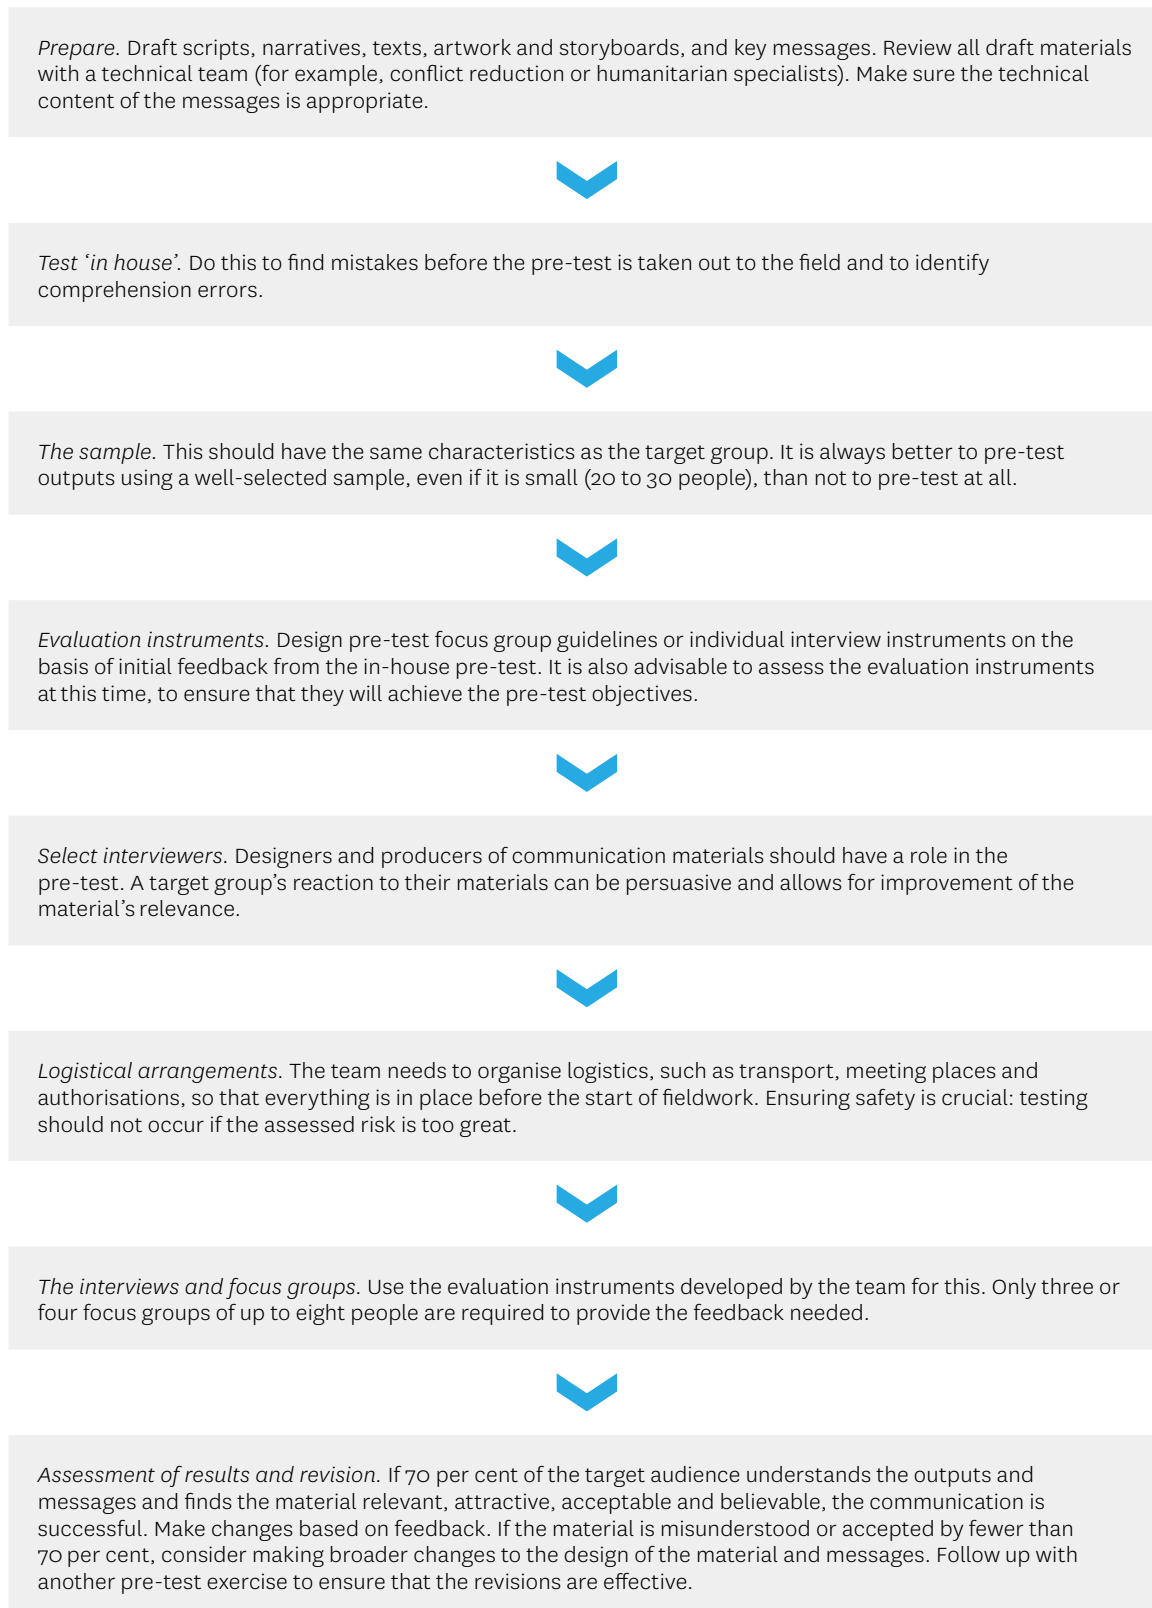 Prepare. Draft scripts, narratives, texts, artwork and storyboards, and key messages. Review all draft materials
with a technical team (for example, conflict reduction or humanitarian specialists). Make sure the technical
content of the messages is appropriate.
Test ‘in house’. Do this to find mistakes before the pre-test is taken out to the field and to identify
comprehension errors.
The sample. This should have the same characteristics as the target group. It is always better to pre-test
outputs using a well-selected sample, even if it is small (20 to 30 people), than not to pre-test at all.
Evaluation instruments. Design pre-test focus group guidelines or individual interview instruments on the
basis of initial feedback from the in-house pre-test. It is also advisable to assess the evaluation instruments
at this time, to ensure that they will achieve the pre-test objectives.
Select interviewers. Designers and producers of communication materials should have a role in the
pre-test. A target group’s reaction to their materials can be persuasive and allows for improvement of the
material’s relevance.
Logistical arrangements. The team needs to organise logistics, such as transport, meeting places and
authorisations, so that everything is in place before the start of fieldwork. Ensuring safety is crucial: testing
should not occur if the assessed risk is too great.
The interviews and focus groups. Use the evaluation instruments developed by the team for this. Only three or
four focus groups of up to eight people are required to provide the feedback needed.
Assessment of results and revision. If 70 per cent of the target audience understands the outputs and
messages and finds the material relevant, attractive, acceptable and believable, the communication is
successful. Make changes based on feedback. If the material is misunderstood or accepted by fewer than
70 per cent, consider making broader changes to the design of the material and messages. Follow up with
another pre-test exercise to ensure that the revisions are effective.